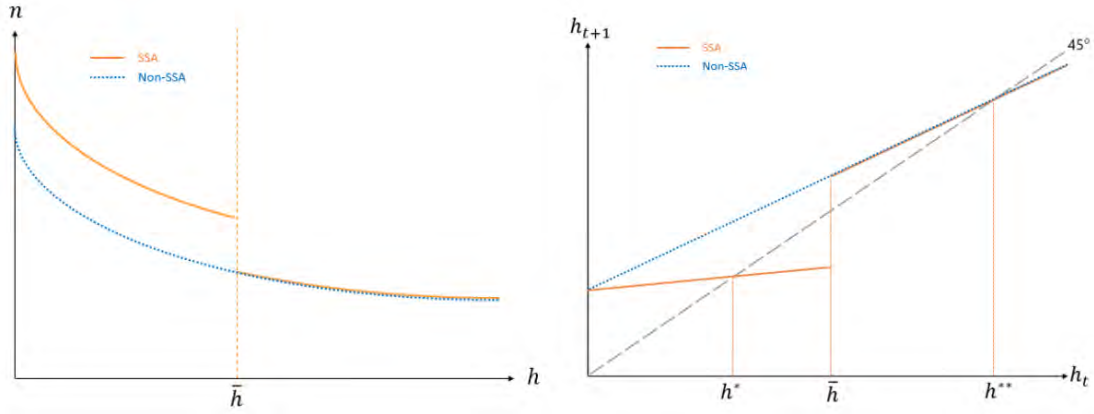 n
SSA
Non-SSA
h̄
h
h_{t+1}
SSA
Non-SSA
45°
h*
h̄
h**
h_t